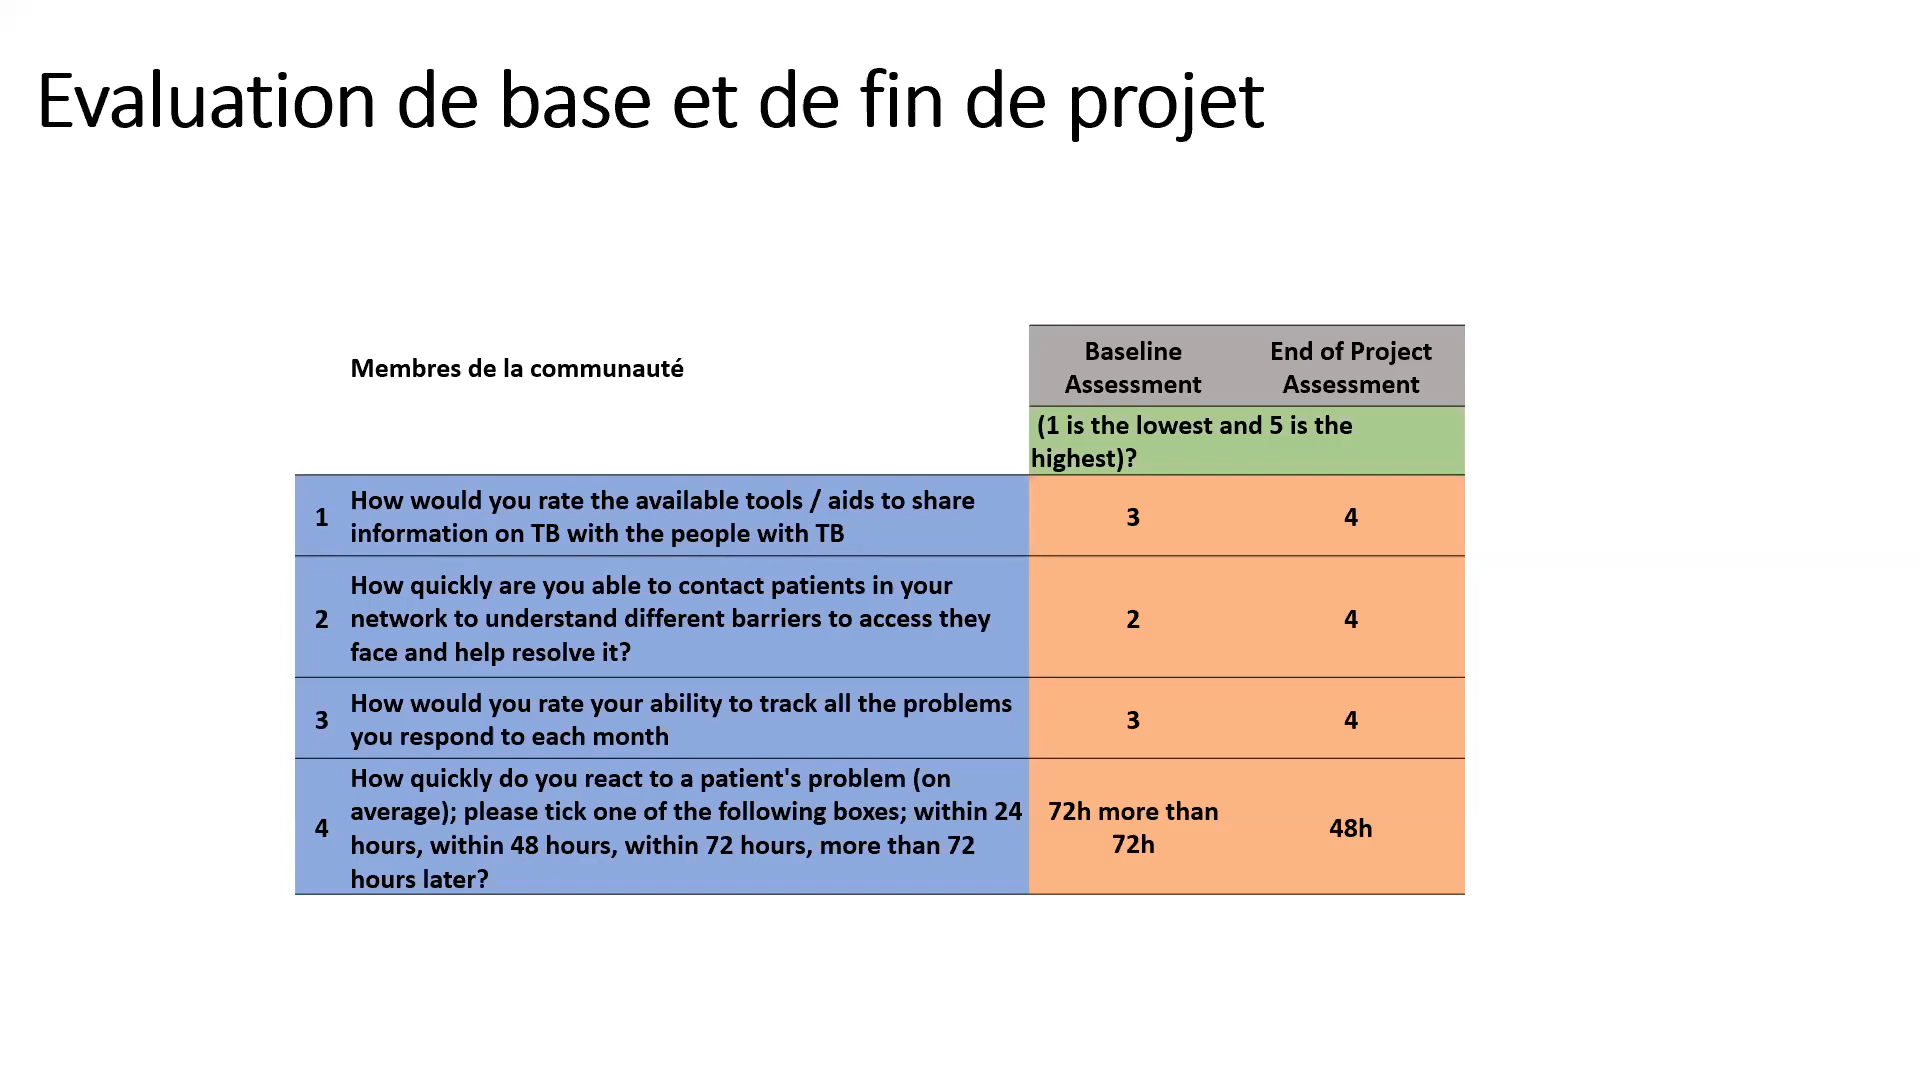 Evaluation de base et de fin de projet
Membres de la communauté
Baseline
Assessment
End of Project
Assessment
(1 is the lowest and 5 is the
highest)?
1
How would you rate the available tools / aids to share
information on TB with the people with TB
3
4
2
How quickly are you able to contact patients in your
network to understand different barriers to access they
face and help resolve it?
2
4
3
How would you rate your ability to track all the problems
you respond to each month
3
4
4
How quickly do you react to a patient's problem (on
average); please tick one of the following boxes; within 24
hours, within 48 hours, within 72 hours, more than 72
hours later?
72h more than
72h
48h